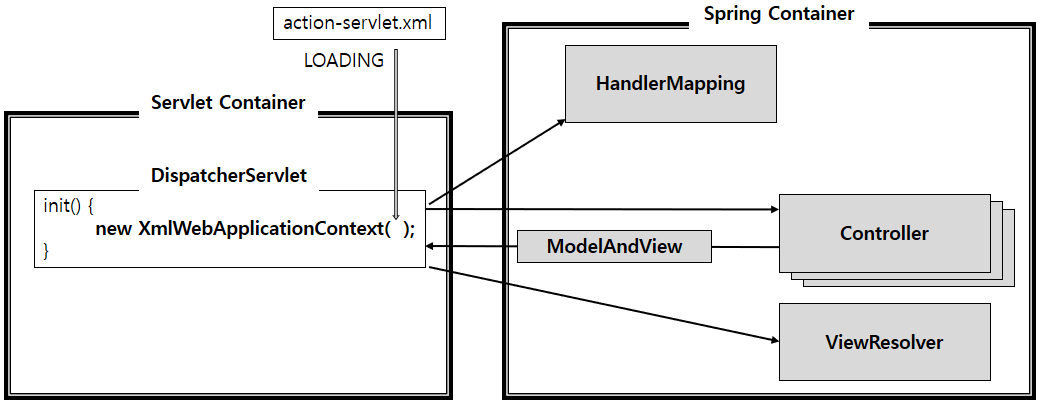 action-servlet.xml
LOADING
Spring Container
HandlerMapping
Servlet Container
DispatcherServlet
init() {
new XmlWebApplicationContext( );
}
ModelAndView
Controller
ViewResolver